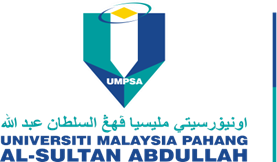 UMPSA
اونيۏرسيتي مليسيا ڤهڠ السلطان عبد الله
UNIVERSITI MALAYSIA PAHANG
AL-SULTAN ABDULLAH